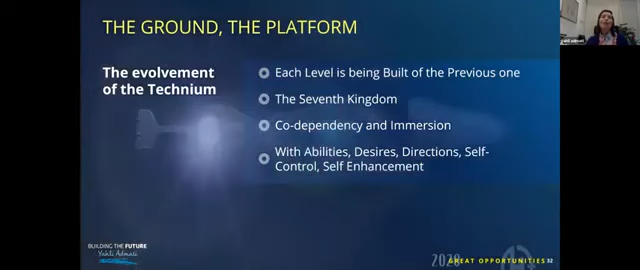 THE GROUND, THE PLATFORM
The evolvement
of the Technium
Each Level is being Built of the Previous one
The Seventh Kingdom
Co-dependency and Immersion
With Abilities, Desires, Directions, Self-
Control, Self Enhancement
BUILDING THE FUTURE
Yahli Admati
GREAT OPPORTUNITIES 32